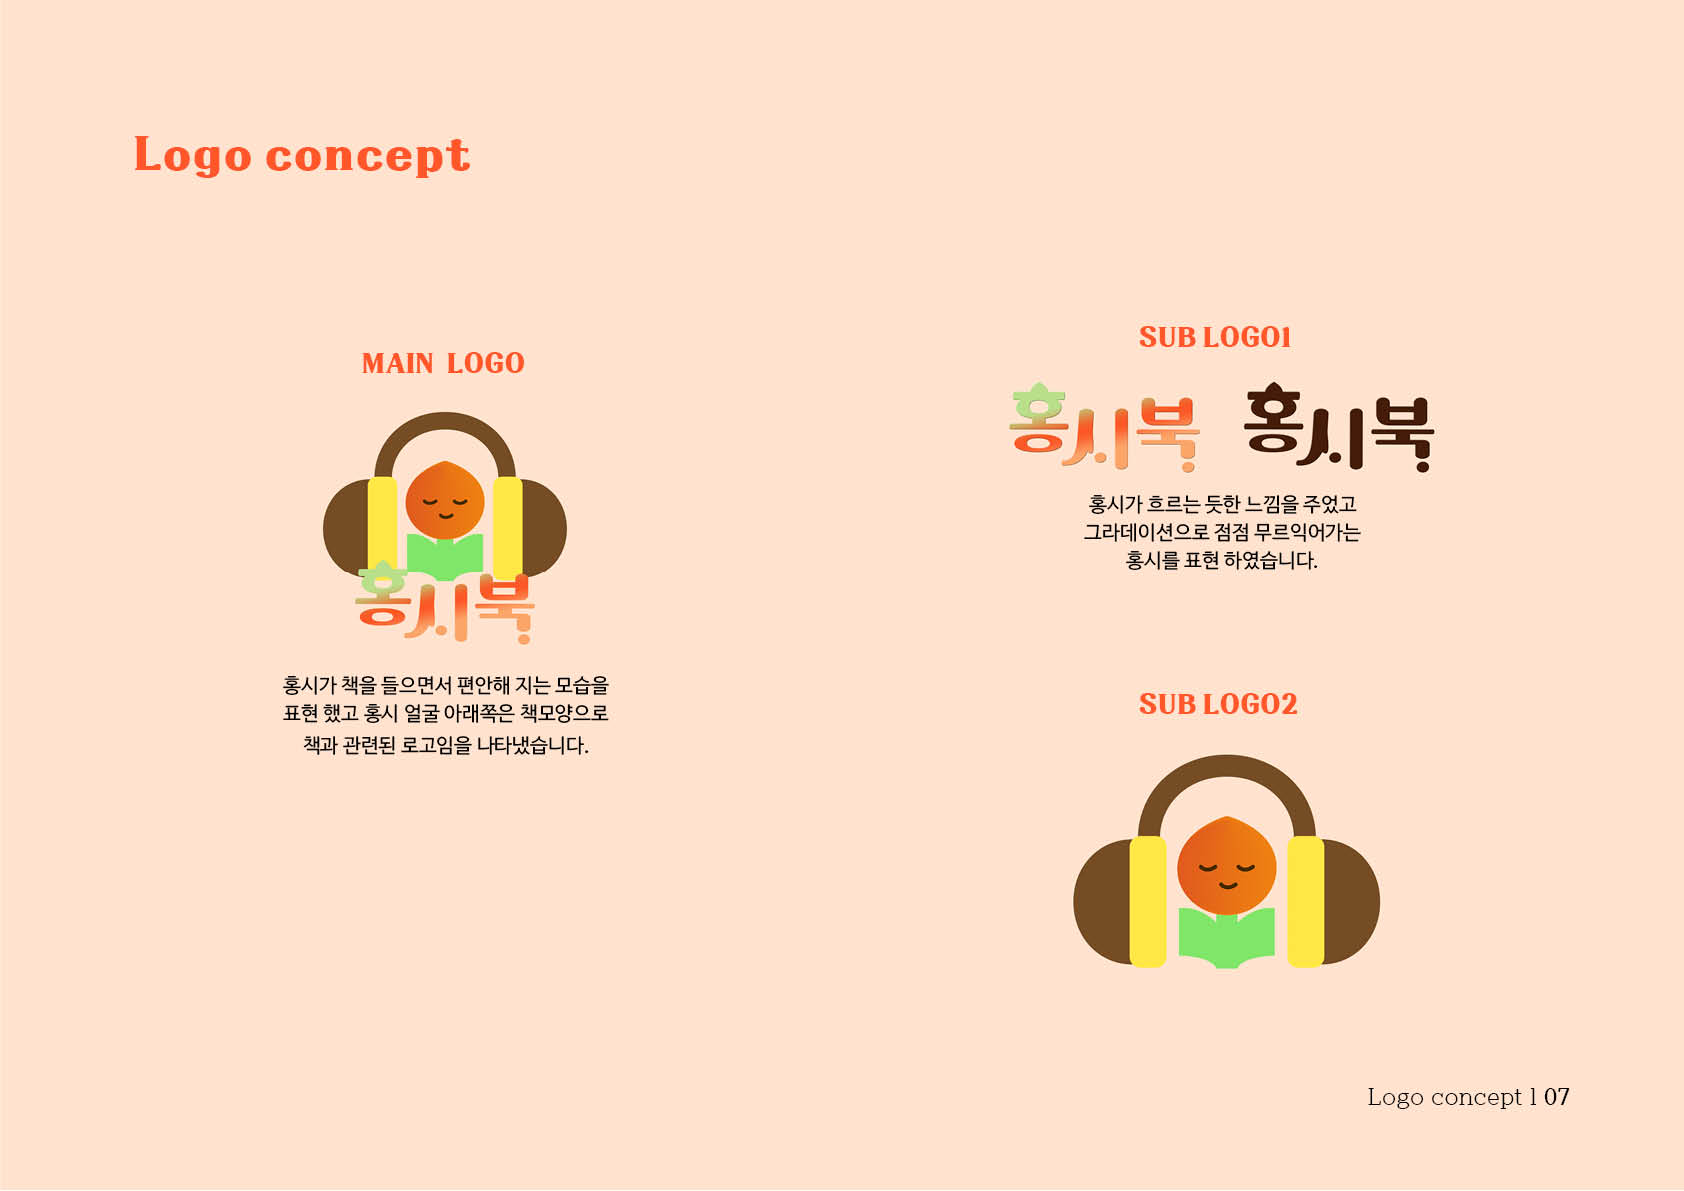 Logo concept
MAIN LOGO
홍시북
홍시가 책을 들으면서 편안해 지는 모습을
표현 했고 홍시 얼굴 아래쪽은 책모양으로
책과 관련된 로고임을 나타냈습니다.
SUB LOGO1
홍시북 홍시북
홍시가 흐르는 듯한 느낌을 주었고
그라데이션으로 점점 무르익어가는
홍시를 표현 하였습니다.
SUB LOGO2
Logo concept l 07